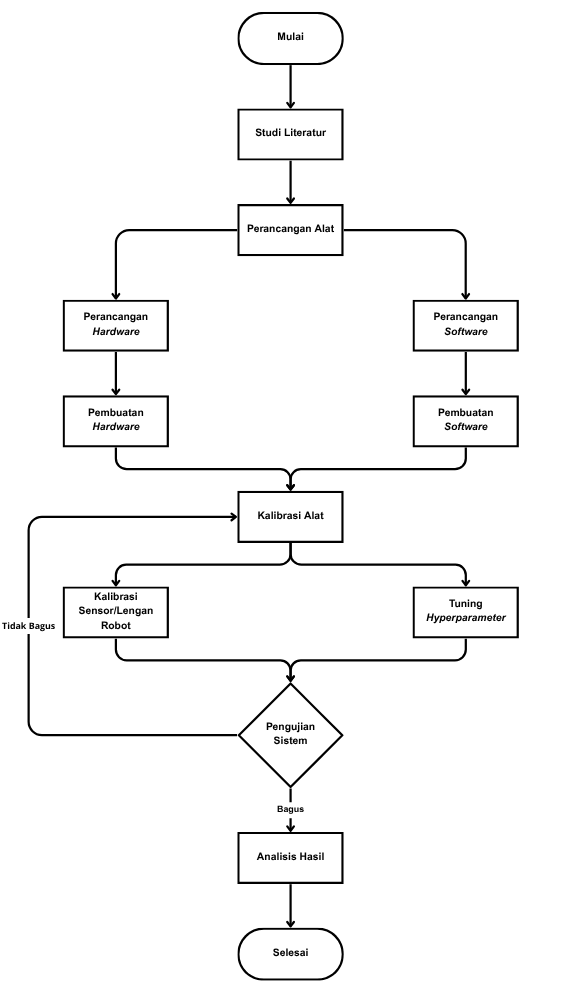 Mulai
Studi Literatur
Perancangan Alat
Perancangan
Hardware
Perancangan
Software
Pembuatan
Hardware
Pembuatan
Software
Kalibrasi Alat
Kalibrasi
Sensor/Lengan
Robot
Tuning
Hyperparameter
Tidak Bagus
Pengujian
Sistem
Bagus
Analisis Hasil
Selesai